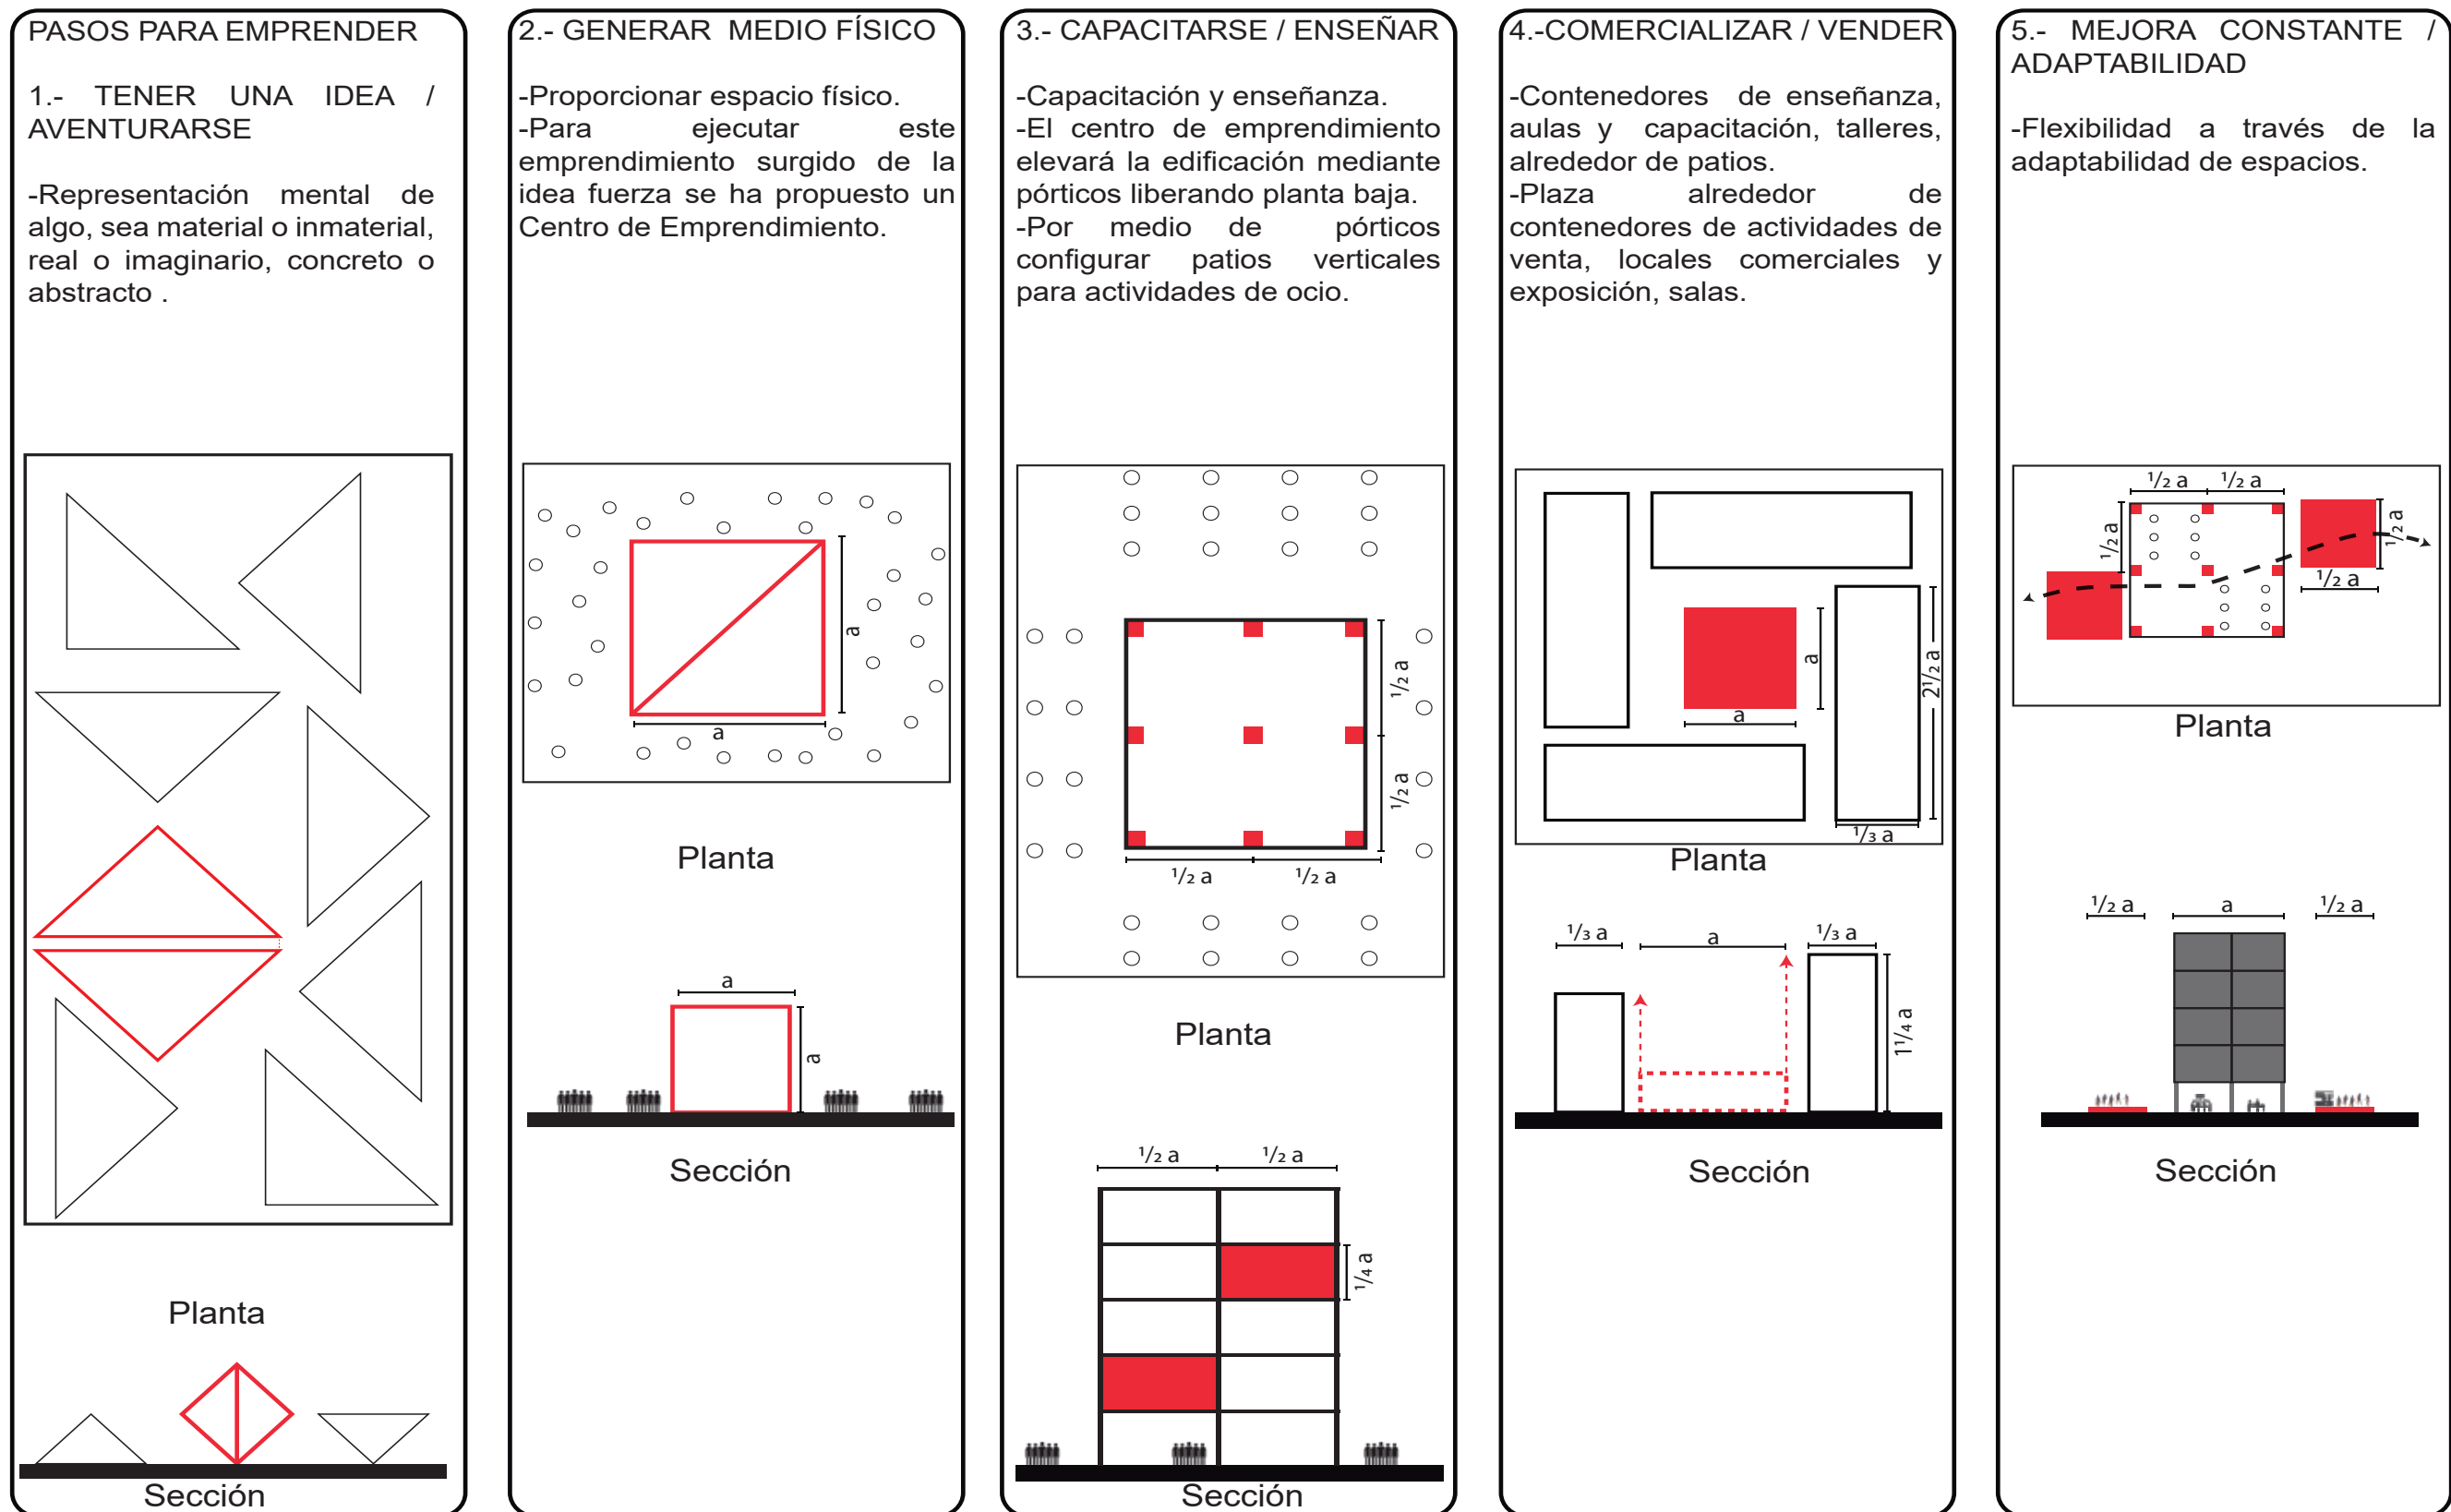 PASOS PARA EMPRENDER
1.- TENER UNA IDEA /
AVENTURARSE
-Representación mental de
algo, sea material o inmaterial,
real o imaginario, concreto o
abstracto .
Planta
Sección
2.- GENERAR MEDIO FÍSICO
-Proporcionar espacio físico.
-Para ejecutar este
emprendimiento surgido de la
idea fuerza se ha propuesto un
Centro de Emprendimiento.
a
a
Planta
a
a
Sección
3.- CAPACITARSE / ENSEÑAR
-Capacitación y enseñanza.
-El centro de emprendimiento
elevará la edificación mediante
pórticos liberando planta baja.
-Por medio de pórticos
configurar patios verticales
para actividades de ocio.
1/2 a
1/2 a
1/2 a
1/2 a
Planta
1/2 a
1/2 a
1/4 a
Sección
4.-COMERCIALIZAR / VENDER
-Contenedores de enseñanza,
aulas y capacitación, talleres,
alrededor de patios.
-Plaza alrededor de
contenedores de actividades de
venta, locales comerciales y
exposición, salas.
a
a
21/2 a
1/3 a
Planta
1/3 a
a
1/3 a
11/4 a
Sección
5.- MEJORA CONSTANTE /
ADAPTABILIDAD
-Flexibilidad a través de la
adaptabilidad de espacios.
1/2 a
1/2 a
1/2 a
1/2 a
1/2 a
Planta
1/2 a
a
1/2 a
Sección